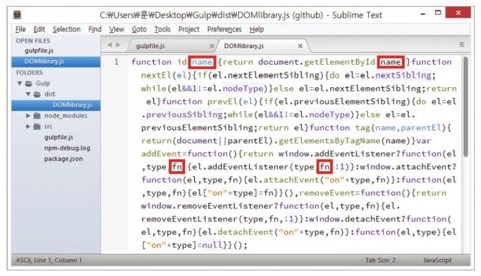 C:₩Users₩훈₩Desktop₩Gulp₩dist₩DOMlibrary.js (github) - Sublime Text
File Edit Selection Find View Goto Tools Project Preferences Help
OPEN FILES
gulpfile.js
DOMlibrary.js
FOLDERS
Gulp
dist
DOMlibrary.js
node_modules
src
gulpfile.js
npm-debug.log
package.json
gulpfile.js
DOMlibrary.js
1 function id name {return document.getElementById name }function
nextEl(el){if(el.nextElementSibling){do el=el.nextSibling;
while(el&&1!=el.nodeType)}else el=el.nextElementSibling;return
el}function prevEl(el){if(el.previousElementSibling){do el=el
.previousSibling;while(el&&1!=el.nodeType)}else el=el.
previousElementSibling;return el}function tag(name,parentEl){
return(document||parentEl).getElementsByTagName(name)}var
addEvent=function(){return window.addEventListener?function(el
,type fn {el.addEventListener(type fn !1)}:window.attachEvent?
function(el,type,fn){el.attachEvent("on"+type,fn)}:function(el
,type,fn){el["on"+type]=fn}}(),removeEvent=function(){return
window.removeEventListener?function(el,type,fn){el.
removeEventListener(type,fn,!1)}:window.detachEvent?function(
el,type,fn){el.detachEvent("on"+type,fn)}:function(el,type){el
["on"+type]=null}}();
ASCII, Line 1, Column 1
Tab Size: 2
JavaScript